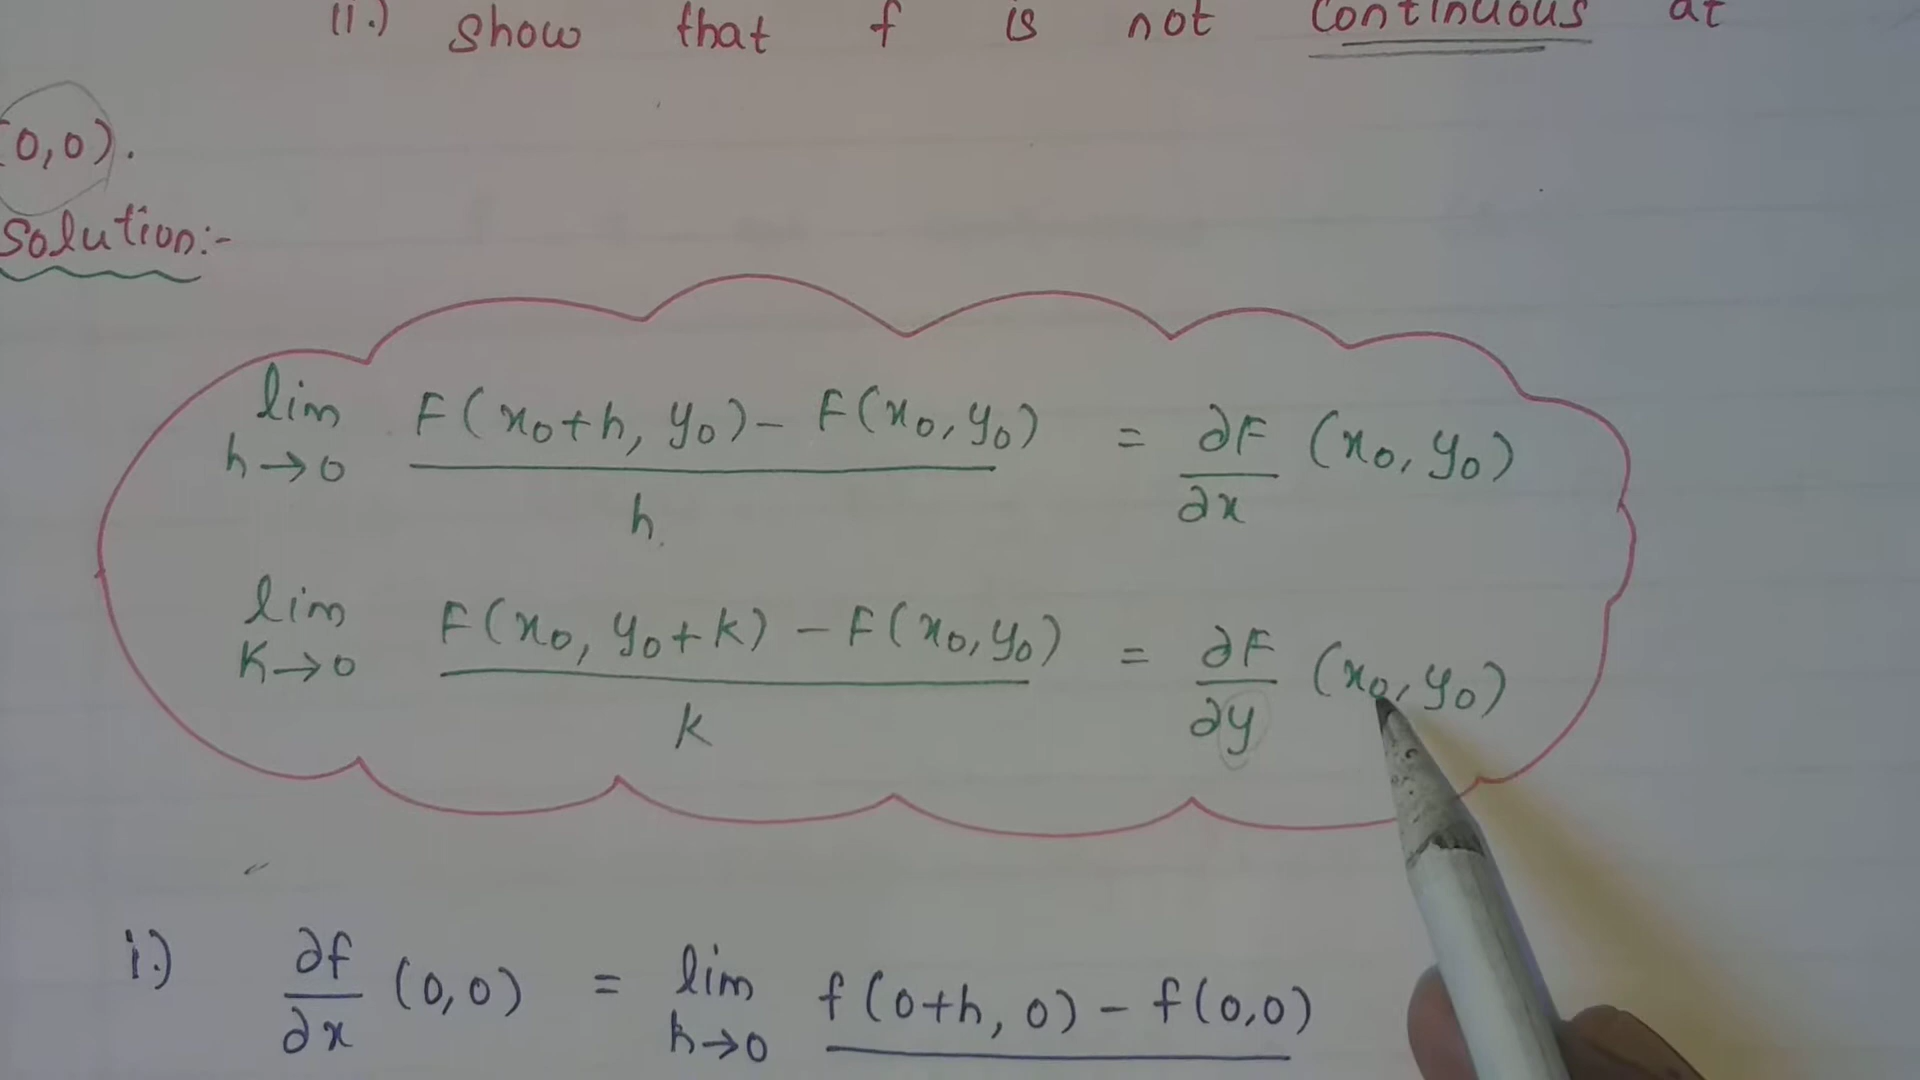 ii.) show that f is not continuous at
(0,0).
Solution:-
lim F(x₀+h, y₀) - F(x₀, y₀) = ∂F (x₀, y₀)
h→0 h ∂x
lim F(x₀, y₀+k) - F(x₀, y₀) = ∂F (x₀, y₀)
K→0 k ∂y
i.) ∂f (0,0) = lim f(0+h, 0) - f(0,0)
∂x h→0